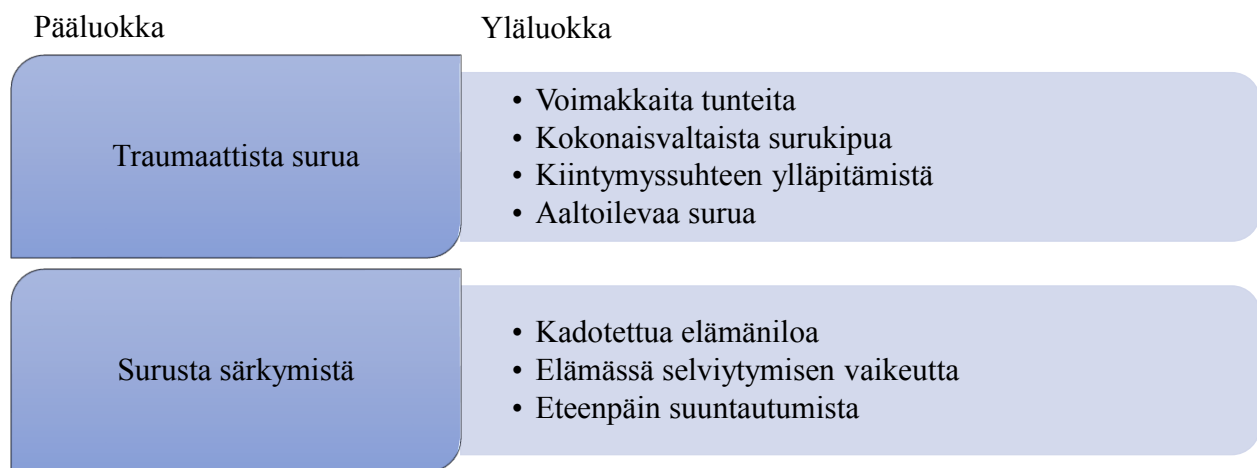 Pääluokka
Yläluokka
Traumaattista surua
• Voimakkaita tunteita
• Kokonaisvaltaista surukipua
• Kiintymyssuhteen ylläpitämistä
• Aaltoilevaa surua
Surusta särkymistä
• Kadotettua elämäniloa
• Elämässä selviytymisen vaikeutta
• Eteenpäin suuntautumista